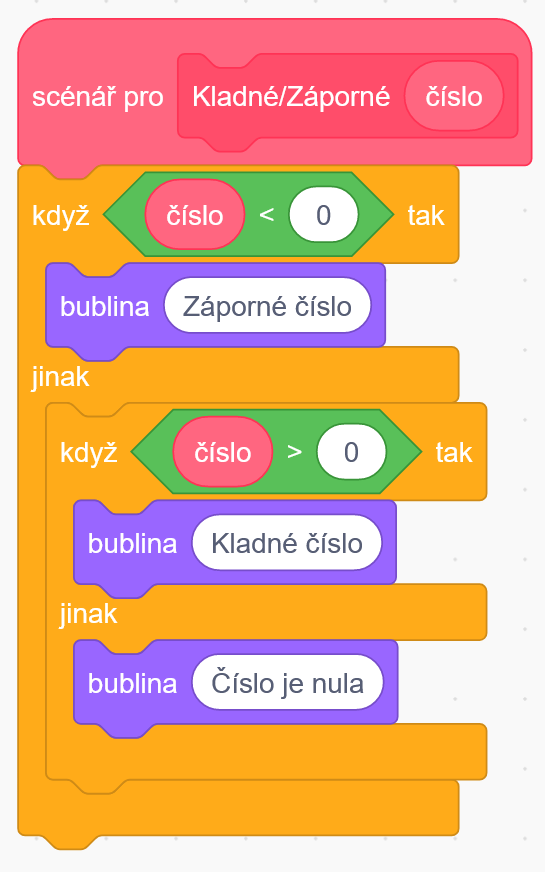 scénář pro Kladné/Záporné číslo
když číslo < 0 tak
bublina Záporné číslo
jinak
když číslo > 0 tak
bublina Kladné číslo
jinak
bublina Číslo je nula